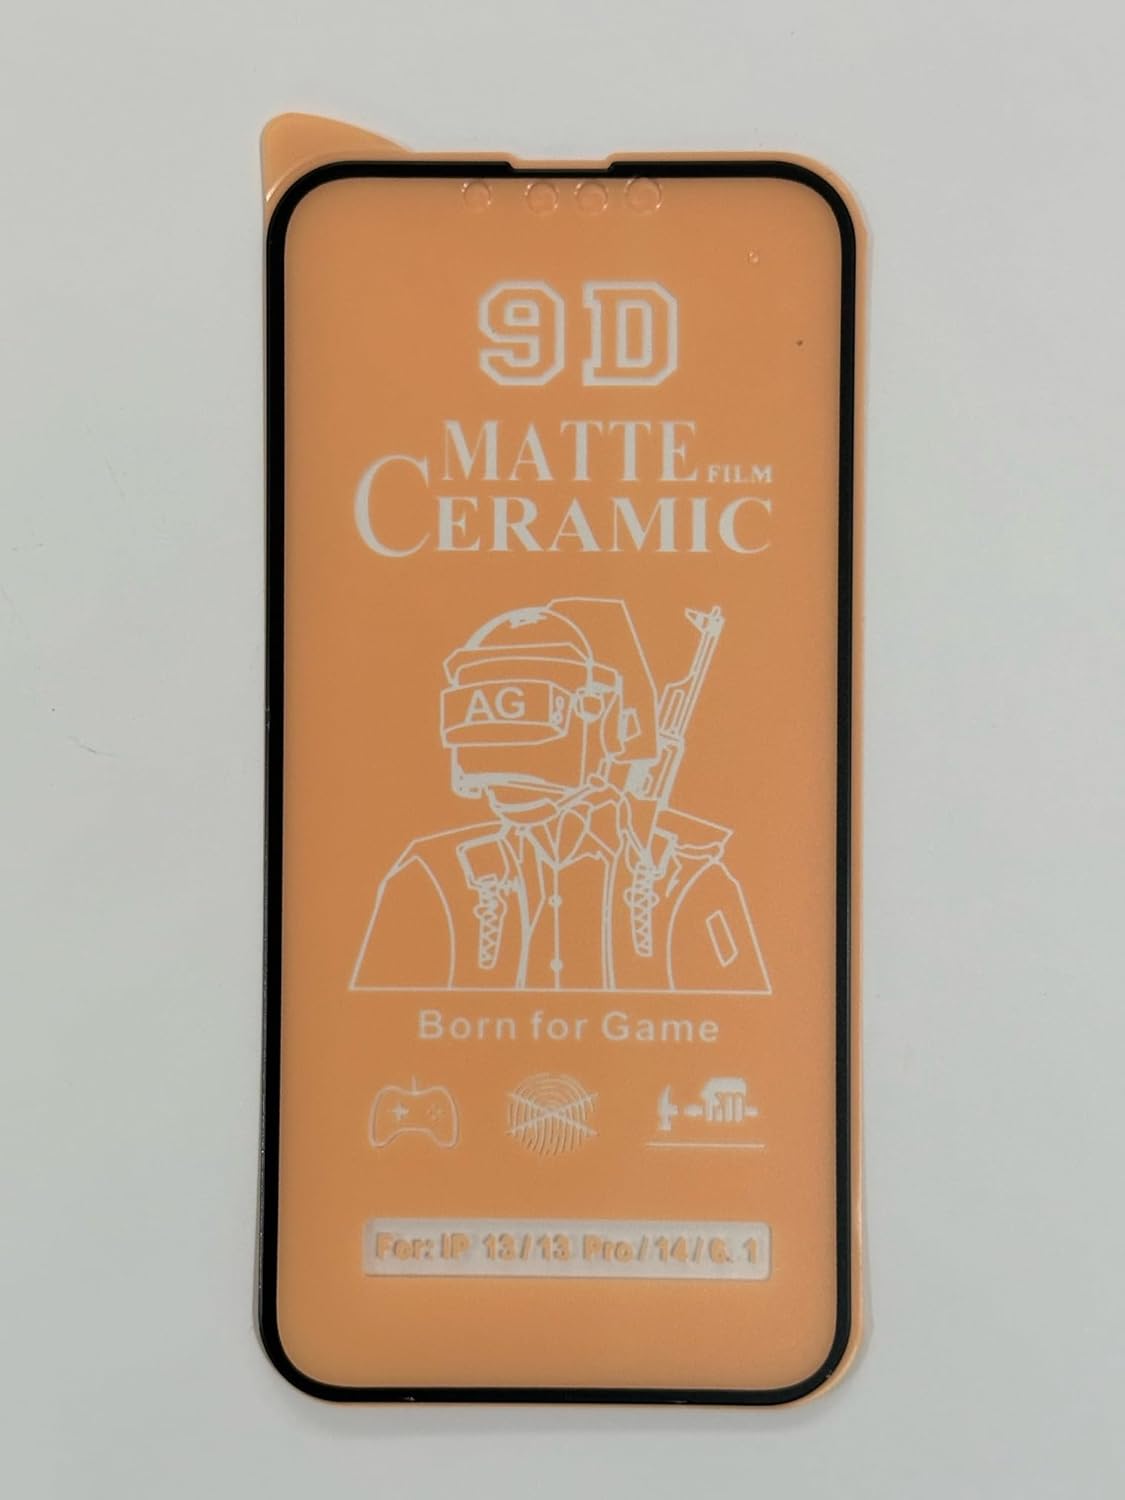 9D
MATTE FILM
CERAMIC
AG
Born for Game
For: IP 13/13 Pro/14/6.1